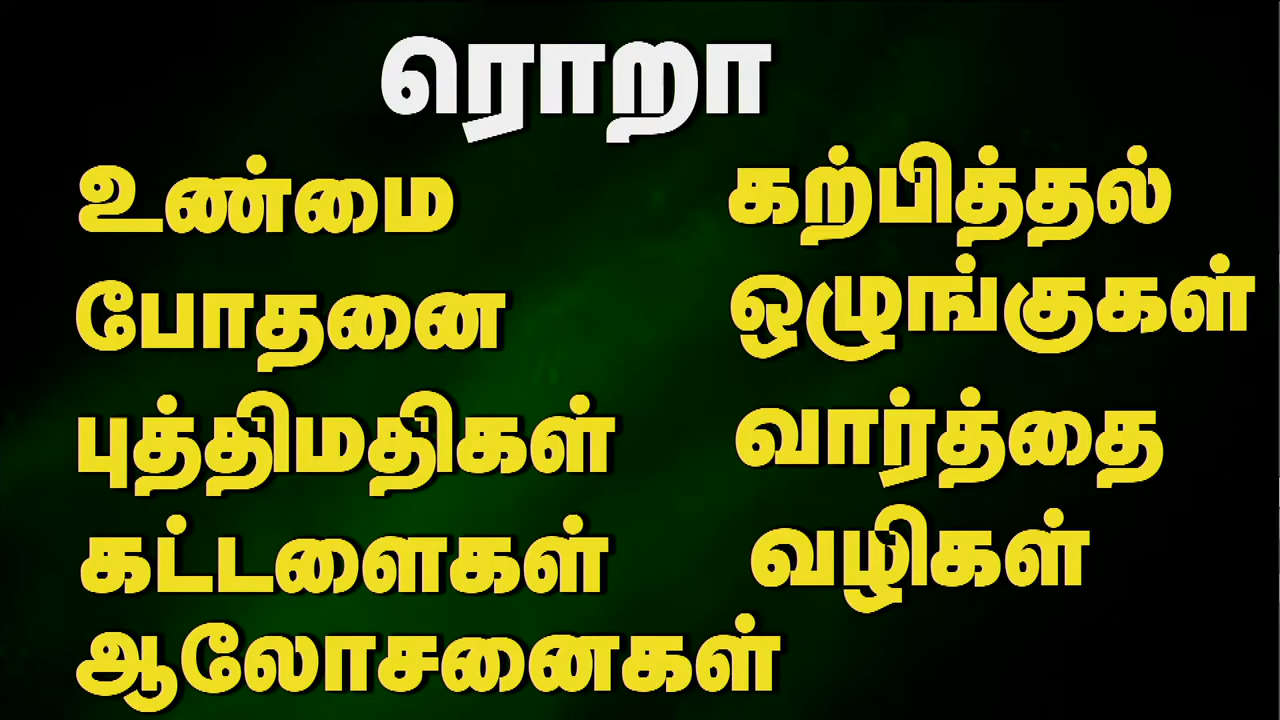 ரொறா
உண்மை
போதனை
புத்திமதிகள்
கட்டளைகள்
ஆலோசனைகள்
கற்பித்தல்
ஒழுங்குகள்
வார்த்தை
வழிகள்